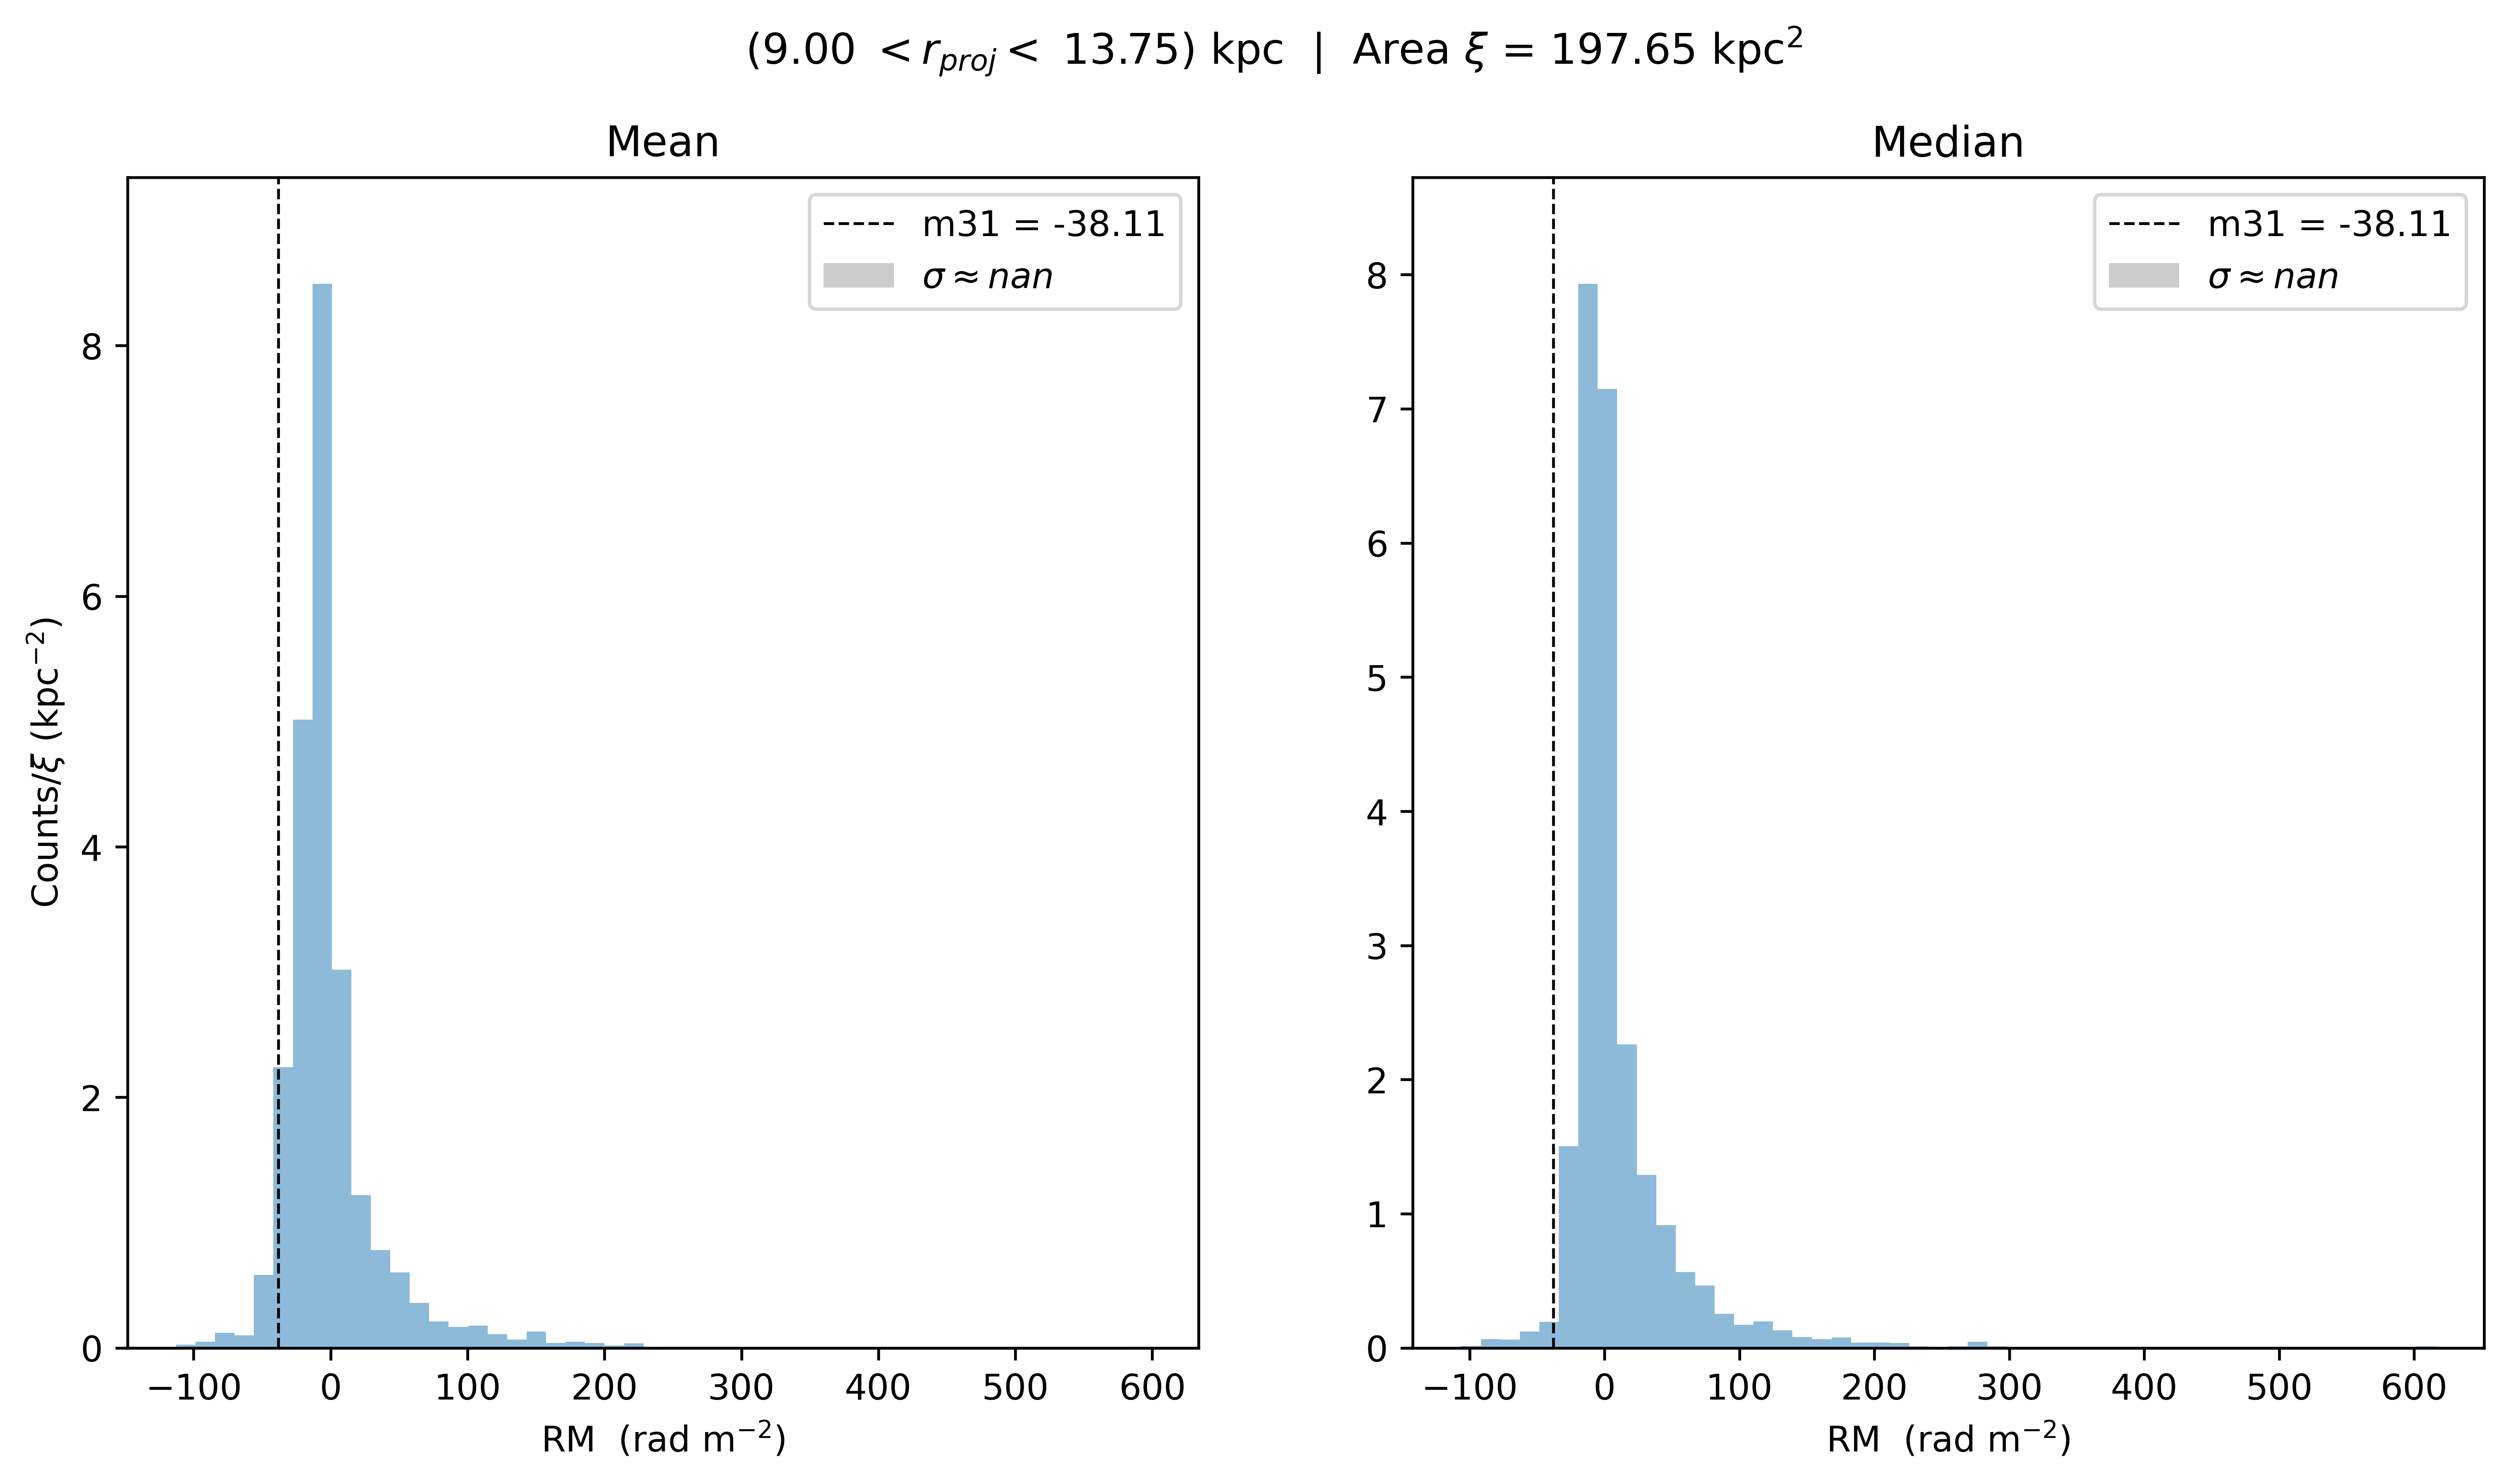 (9.00 < r_proj < 13.75) kpc | Area ξ = 197.65 kpc²
Mean
m31 = -38.11
σ ≈ nan
8
6
4
2
0
Counts/ξ (kpc⁻²)
−100 0 100 200 300 400 500 600
RM (rad m⁻²)
Median
m31 = -38.11
σ ≈ nan
8
7
6
5
4
3
2
1
0
−100 0 100 200 300 400 500 600
RM (rad m⁻²)